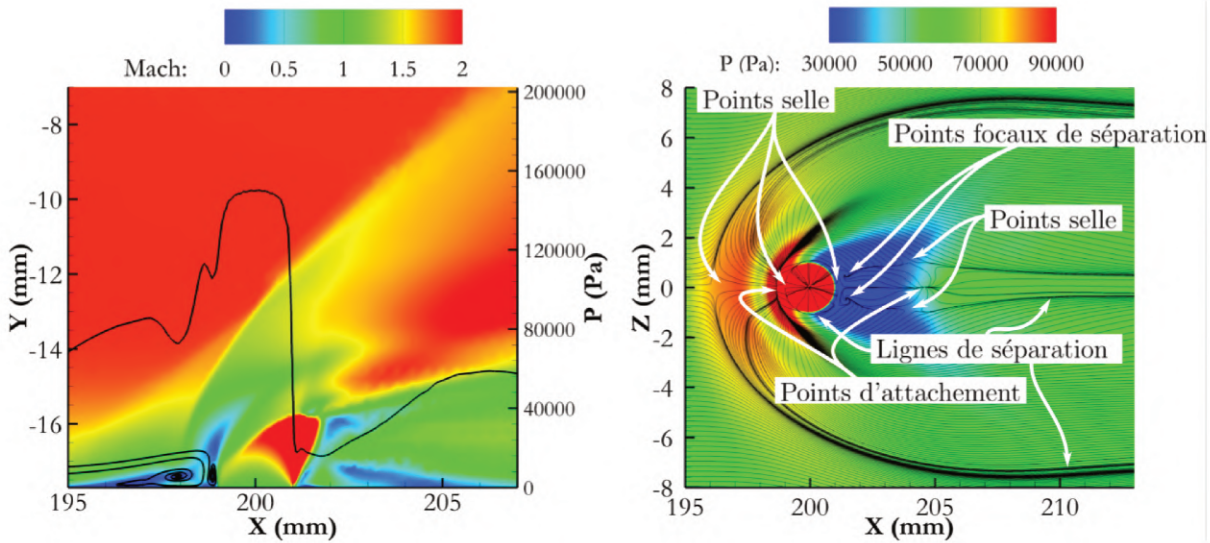 Mach: 0 0.5 1 1.5 2
-8
-10
-12
-14
-16
Y (mm)
195 200 205
X (mm)
200000
160000
120000
80000
40000
0
P (Pa)
P (Pa): 30000 50000 70000 90000
8
6
4
2
0
-2
-4
-6
-8
Z (mm)
195 200 205 210
X (mm)
Points selle
Points focaux de séparation
Points selle
Lignes de séparation
Points d'attachement